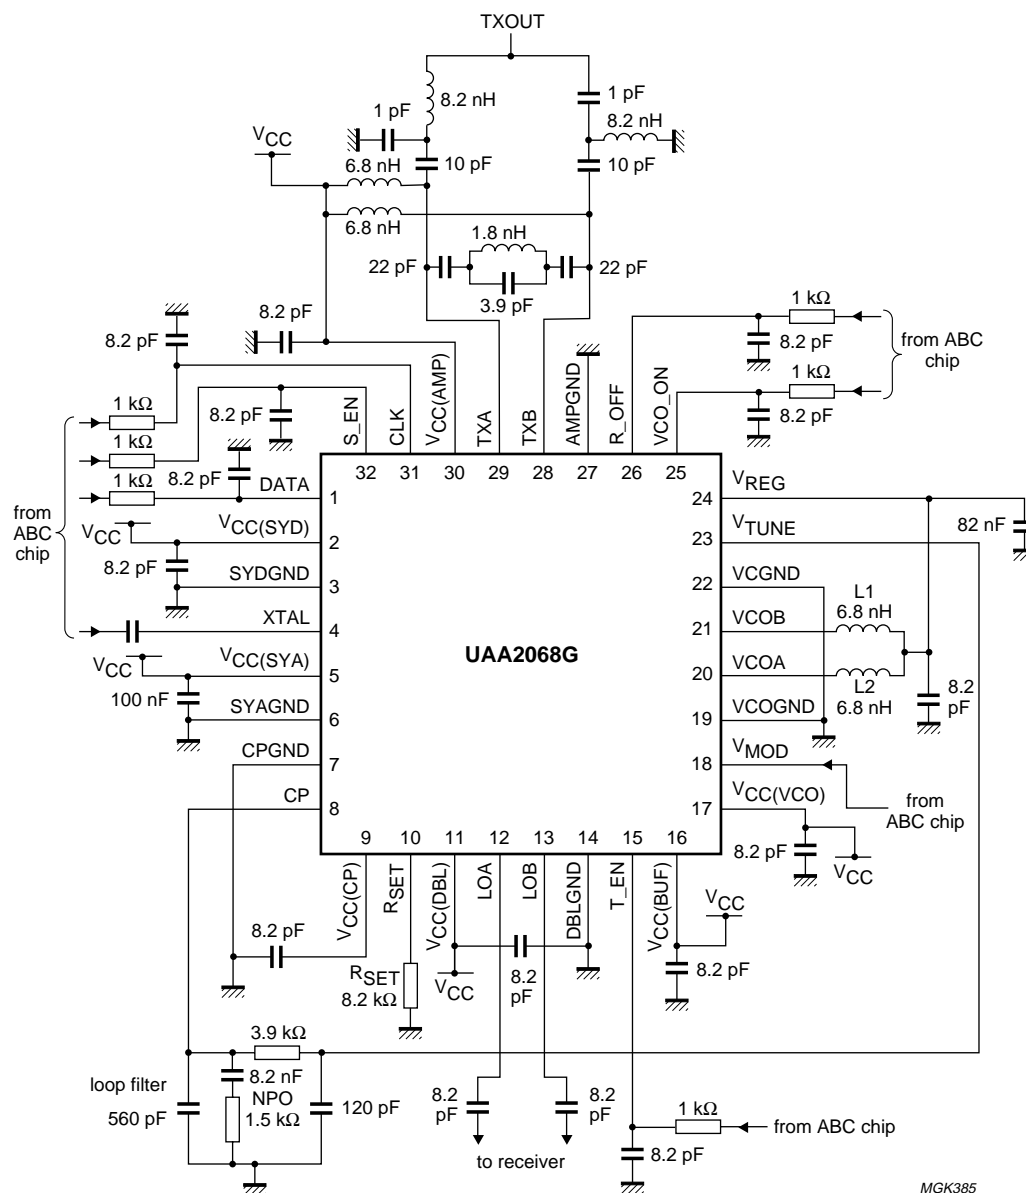 TXOUT
8.2 nH
1 pF
1 pF
8.2 nH
VCC
10 pF
10 pF
6.8 nH
6.8 nH
1.8 nH
22 pF
22 pF
3.9 pF
8.2 pF
8.2 pF
1 kΩ
8.2 pF
from ABC
chip
1 kΩ
8.2 pF
1 kΩ
1 kΩ
1 kΩ
8.2 pF
8.2 pF
from
ABC
chip
S_EN
CLK
VCC(AMP)
TXA
TXB
AMPGND
R_OFF
VCO_ON
32
31
30
29
28
27
26
25
DATA
1
VCC(SYD)
VCC
2
8.2 pF
SYDGND
3
XTAL
4
VCC(SYA)
VCC
5
100 nF
SYAGND
6
CPGND
7
CP
8
UAA2068G
24
VREG
82 nF
23
VTUNE
22
VCGND
21
VCOB
L1
6.8 nH
20
VCOA
L2
6.8 nH
8.2
pF
19
VCOGND
18
VMOD
from
ABC chip
17
VCC(VCO)
8.2 pF
VCC
9
10
11
12
13
14
15
16
VCC(CP)
RSET
VCC(DBL)
LOA
LOB
DBLGND
T_EN
VCC(BUF)
8.2 pF
RSET
8.2 kΩ
VCC
8.2
pF
VCC
8.2 pF
3.9 kΩ
loop filter
560 pF
8.2 nF
NPO
1.5 kΩ
120 pF
8.2
pF
8.2
pF
to receiver
1 kΩ
from ABC chip
8.2 pF
MGK385